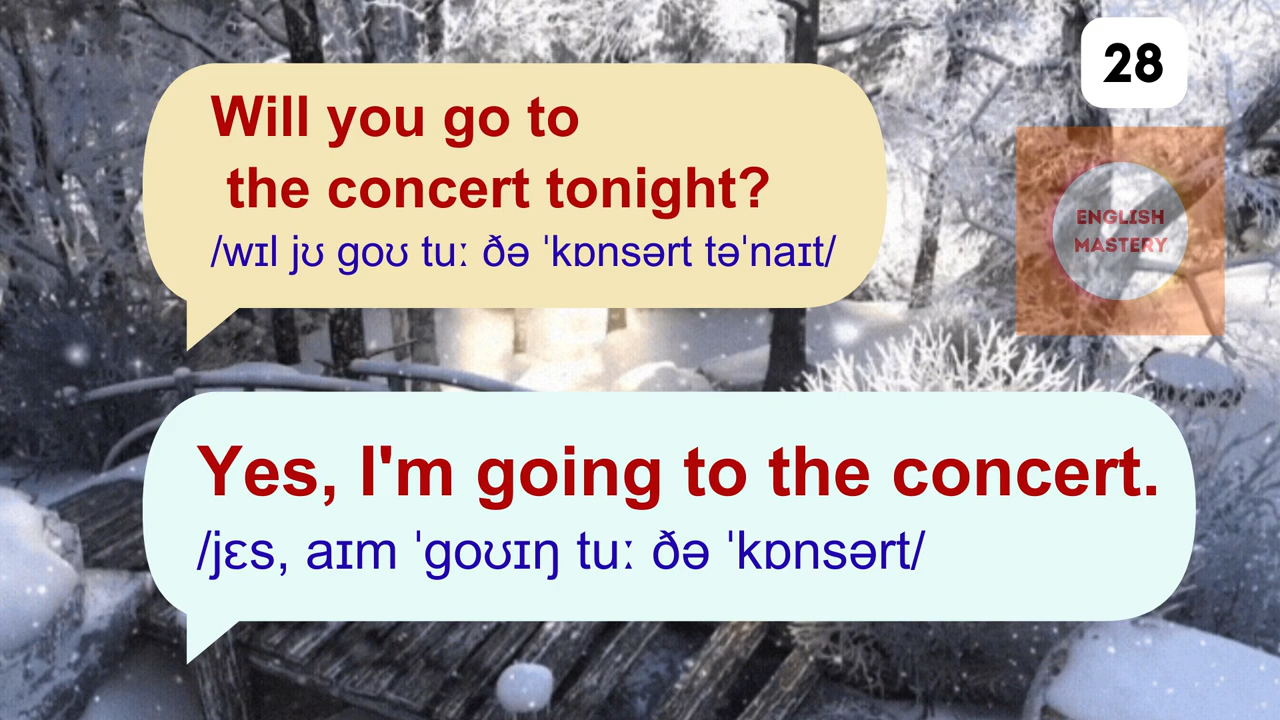 28
Will you go to
the concert tonight?
/wɪl jʊ goʊ tuː ðə ˈkɒnsərt təˈnaɪt/
ENGLISH
MASTERY
Yes, I'm going to the concert.
/jɛs, aɪm ˈgoʊɪŋ tuː ðə ˈkɒnsərt/